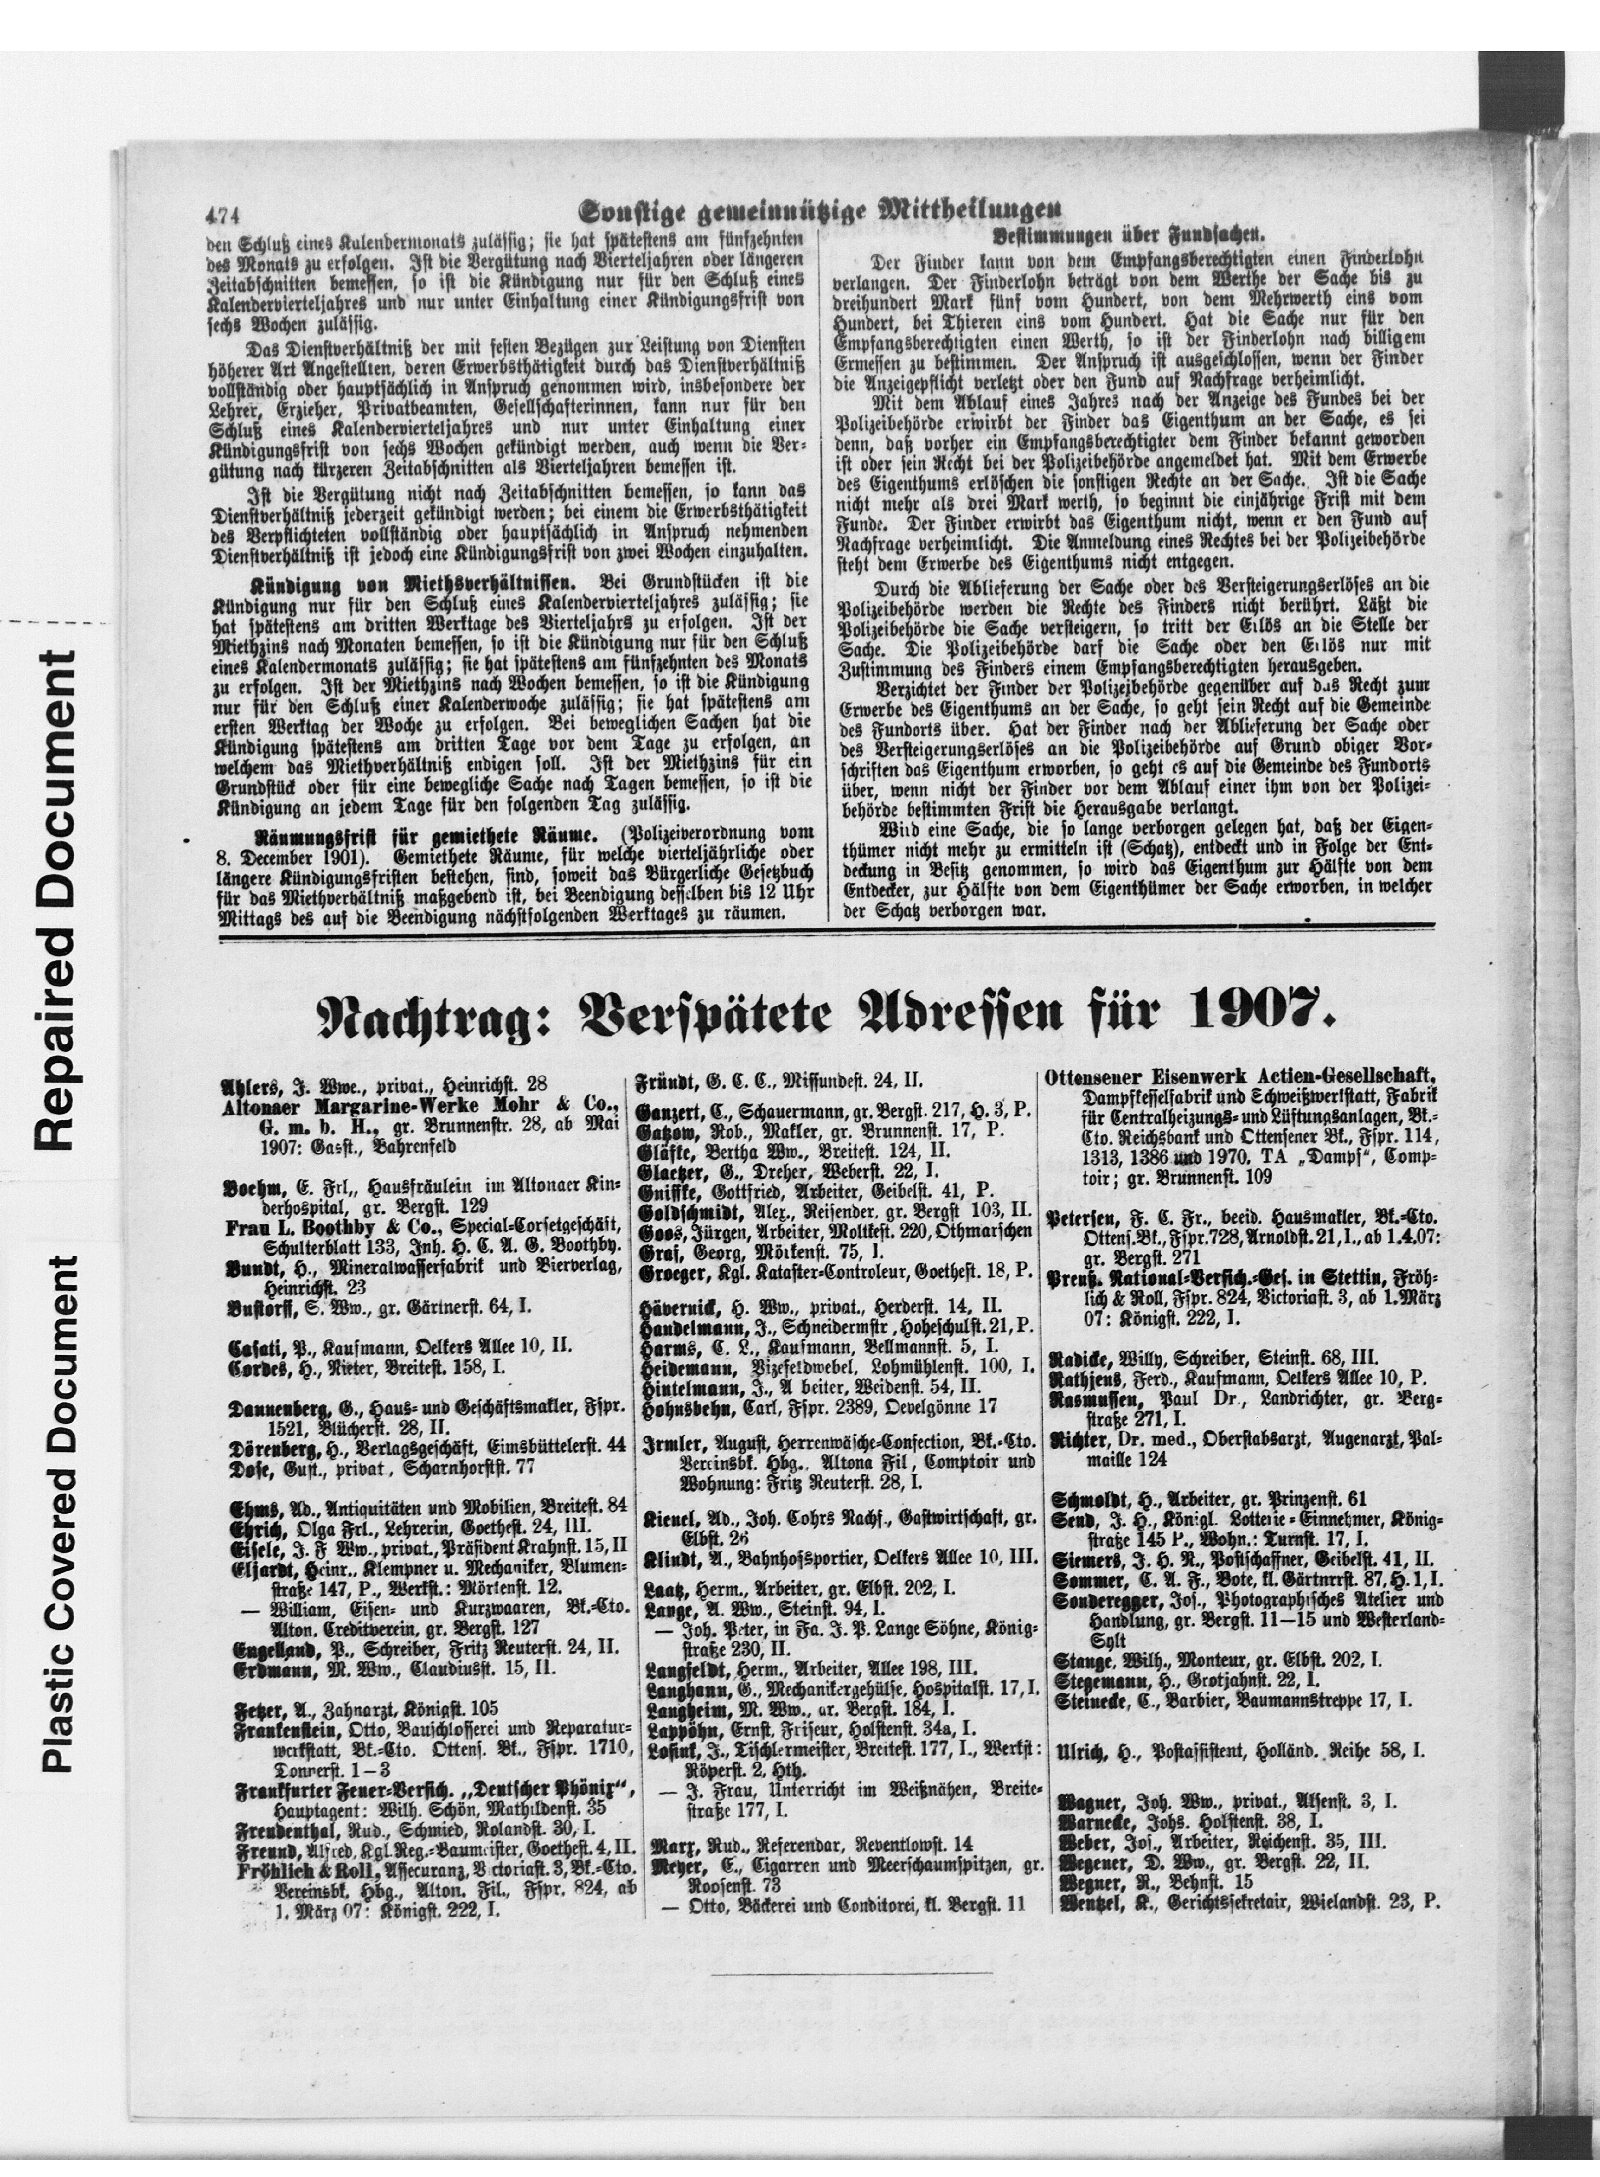 474
Sonstige gemeinnützige Mittheilungen
den Schluß eines Kalendermonats zulässig; sie hat spätestens am fünfzehnten
des Monats zu erfolgen. Ist die Vergütung nach Vierteljahren oder längeren
Zeitabschnitten bemessen, so ist die Kündigung nur für den Schluß eines
Kalendervierteljahres und nur unter Einhaltung einer Kündigungsfrist von
sechs Wochen zulässig.
Das Dienstverhältniß der mit festen Bezügen zur Leistung von Diensten
höherer Art Angestellten, deren Erwerbsthätigkeit durch das Dienstverhältniß
vollständig oder hauptsächlich in Anspruch genommen wird, insbesondere der
Lehrer, Erzieher, Privatbeamten, Gesellschafterinnen, kann nur für den
Schluß eines Kalendervierteljahres und nur unter Einhaltung einer
Kündigungsfrist von sechs Wochen gekündigt werden, auch wenn die Ver-
gütung nach kürzeren Zeitabschnitten als Vierteljahren bemessen ist.
Ist die Vergütung nicht nach Zeitabschnitten bemessen, so kann das
Dienstverhältniß jederzeit gekündigt werden; bei einem die Erwerbsthätigkeit
des Verpflichteten vollständig oder hauptsächlich in Anspruch nehmenden
Dienstverhältniß ist jedoch eine Kündigungsfrist von zwei Wochen einzuhalten.
Kündigung von Miethsverhältnissen. Bei Grundstücken ist die
Kündigung nur für den Schluß eines Kalendervierteljahres zulässig; sie
hat spätestens am dritten Werktage des Vierteljahrs zu erfolgen. Ist der
Miethzins nach Monaten bemessen, so ist die Kündigung nur für den Schluß
eines Kalendermonats zulässig; sie hat spätestens am fünfzehnten des Monats
zu erfolgen. Ist der Miethzins nach Wochen bemessen, so ist die Kündigung
nur für den Schluß einer Kalenderwoche zulässig; sie hat spätestens am
ersten Werktag der Woche zu erfolgen. Bei beweglichen Sachen hat die
Kündigung spätestens am dritten Tage vor dem Tage zu erfolgen, an
welchem das Miethverhältniß endigen soll. Ist der Miethzins für ein
Grundstück oder für eine bewegliche Sache nach Tagen bemessen, so ist die
Kündigung an jedem Tage für den folgenden Tag zulässig.
Räumungsfrist für gemiethete Räume. (Polizeiverordnung vom
8. December 1901). Gemiethete Räume, für welche vierteljährliche oder
längere Kündigungsfristen bestehen, sind, soweit das Bürgerliche Gesetzbuch
für das Miethverhältniß maßgebend ist, bei Beendigung desselben bis 12 Uhr
Mittags des auf die Beendigung nächstfolgenden Werktages zu räumen.
Bestimmungen über Fundsachen.
Der Finder kann von dem Empfangsberechtigten einen Finderlohn
verlangen. Der Finderlohn beträgt von dem Werthe der Sache bis zu
dreihundert Mark fünf vom Hundert, von dem Mehrwerth eins vom
Hundert, bei Thieren eins vom Hundert. Hat die Sache nur für den
Empfangsberechtigten einen Werth, so ist der Finderlohn nach billigem
Ermessen zu bestimmen. Der Anspruch ist ausgeschlossen, wenn der Finder
die Anzeigepflicht verletzt oder den Fund auf Nachfrage verheimlicht.
Mit dem Ablauf eines Jahres nach der Anzeige des Fundes bei der
Polizeibehörde erwirbt der Finder das Eigenthum an der Sache, es sei
denn, daß vorher ein Empfangsberechtigter dem Finder bekannt geworden
ist oder sein Recht bei der Polizeibehörde angemeldet hat. Mit dem Erwerbe
des Eigenthums erlöschen die sonstigen Rechte an der Sache. Ist die Sache
nicht mehr als drei Mark werth, so beginnt die einjährige Frist mit dem
Funde. Der Finder erwirbt das Eigenthum nicht, wenn er den Fund auf
Nachfrage verheimlicht. Die Anmeldung eines Rechtes bei der Polizeibehörde
steht dem Erwerbe des Eigenthums nicht entgegen.
Durch die Ablieferung der Sache oder des Versteigerungserlöses an die
Polizeibehörde werden die Rechte des Finders nicht berührt. Läßt die
Polizeibehörde die Sache versteigern, so tritt der Erlös an die Stelle der
Sache. Die Polizeibehörde darf die Sache oder den Erlös nur mit
Zustimmung des Finders einem Empfangsberechtigten herausgeben.
Verzichtet der Finder der Polizeibehörde gegenüber auf das Recht zum
Erwerbe des Eigenthums an der Sache, so geht sein Recht auf die Gemeinde
des Fundorts über. Hat der Finder nach der Ablieferung der Sache oder
des Versteigerungserlöses an die Polizeibehörde auf Grund obiger Vor-
schriften das Eigenthum erworben, so geht es auf die Gemeinde des Fundorts
über, wenn nicht der Finder vor dem Ablauf einer ihm von der Polizei-
behörde bestimmten Frist die Herausgabe verlangt.
Wird eine Sache, die so lange verborgen gelegen hat, daß der Eigen-
thümer nicht mehr zu ermitteln ist (Schatz), entdeckt und in Folge der Ent-
deckung in Besitz genommen, so wird das Eigenthum zur Hälfte von dem
Entdecker, zur Hälfte von dem Eigenthümer der Sache erworben, in welcher
der Schatz verborgen war.
Nachtrag: Verspätete Adressen für 1907.
Ahlers, J. Wwe., privat., Heinrichst. 28
Altonaer Margarine-Werke Mohr & Co.,
G. m. b. H., gr. Brunnenstr. 28, ab Mai
1907: Gasst., Bahrenfeld
Boehm, E. Frl., Hausfräulein im Altonaer Kin-
derhospital, gr. Bergst. 129
Frau L. Boothby & Co., Special-Corsetgeschäft,
Schulterblatt 133, Inh. H. C. A. G. Boothby.
Bundt, H., Mineralwasserfabrik und Bierverlag,
Heinrichst. 23
Bustorff, S. Ww., gr. Gärtnerst. 64, I.
Casati, P., Kaufmann, Oelkers Allee 10, II.
Cordes, H., Nieter, Breitest. 158, I.
Dannenberg, G., Haus- und Geschäftsmakler, Fspr.
1521, Blücherst. 28, II.
Dörenberg, H., Verlagsgeschäft, Eimsbüttelerst. 44
Dose, Gust., privat., Scharnhorstst. 77
Ehms, Ad., Antiquitäten und Mobilien, Breitest. 84
Ehrich, Olga Frl., Lehrerin, Goethest. 24, III.
Eisele, J. F Ww., privat., Präsident Krahnst. 15, II
Eljardt, Heinr., Klempner u. Mechaniker, Blumen-
straße 147, P., Werkst.: Mörkenst. 12.
— William, Eisen- und Kurzwaaren, Bk.-Cto.
Alton. Creditverein, gr. Bergst. 127
Engelland, P., Schreiber, Fritz Reuterst. 24, II.
Erdmann, M. Ww., Claudiusst. 15, II.
Fetzer, A., Zahnarzt, Königst. 105
Frankenstein, Otto, Bauschlosserei und Reparatur-
werkstatt, Bk.-Cto. Ottens. Bk., Fspr. 1710,
Donnerst. 1—3
Frankfurter Feuer-Versich. „Deutscher Phönix“,
Hauptagent: Wilh. Schön, Mathildenst. 35
Freudenthal, Rud., Schmied, Rolandst. 30, I.
Freund, Alfred, Kgl. Reg.-Baumeister, Goethest. 4, II.
Fröhlich & Roll, Assecuranz, Victoriast. 3, Bk.-Cto.
Vereinsbk. Hbg., Alton. Fil., Fspr. 824, ab
1. März 07: Königst. 222, I.
Fründt, G. C. C., Missundest. 24, II.
Ganzert, C., Schauermann, gr. Bergst. 217, H. 3, P.
Gatzow, Rob., Makler, gr. Brunnenst. 17, P.
Gläfke, Bertha Ww., Breitest. 124, II.
Glaetzer, G., Dreher, Weberst. 22, I.
Gniffke, Gottfried, Arbeiter, Geibelst. 41, P.
Goldschmidt, Alex., Reisender, gr. Bergst 103, II.
Goos, Jürgen, Arbeiter, Moltkest. 220, Othmarschen
Graf, Georg, Mörkenst. 75, I.
Groeger, Kgl. Kataster-Controleur, Goethest. 18, P.
Hävernick, H. Ww., privat., Herderst. 14, II.
Handelmann, J., Schneidermstr., Hoheschulst. 21, P.
Harms, C. L., Kaufmann, Bellmannst. 5, I.
Heidemann, Vizefeldwebel, Lohmühlenst. 100, I.
Hintelmann, J., A beiter, Weidenst. 54, II.
Hohnsbehn, Carl, Fspr. 2389, Oevelgönne 17
Irmler, August, Herrenwäsche-Confection, Bk.-Cto.
Vereinsbk. Hbg., Altona Fil., Comptoir und
Wohnung: Fritz Reuterst. 28, I.
Kienel, Ad., Joh. Cohrs Nachf., Gastwirtschaft, gr.
Elbst. 26
Klindt, A., Bahnhofsportier, Oelkers Allee 10, III.
Laatz, Herm., Arbeiter, gr. Elbst. 202, I.
Lange, A. Ww., Steinst. 94, I.
— Joh. Peter, in Fa. J. P. Lange Söhne, König-
straße 230, II.
Langfeldt, Herm., Arbeiter, Allee 198, III.
Langhann, G., Mechanikergehülfe, Hospitalst. 17, I.
Langheim, M. Ww., gr. Bergst. 184, I.
Lappöhn, Ernst, Friseur, Holstenst. 34a, I.
Losink, J., Tischlermeister, Breitest. 177, I., Werkst:
Röperst. 2, Hth.
— J. Frau, Unterricht im Weißnähen, Breite-
straße 177, I.
Marx, Rud., Referendar, Reventlowst. 14
Meyer, E., Cigarren und Meerschaumspitzen, gr.
Roosenst. 73
— Otto, Bäckerei und Conditorei, kl. Bergst. 11
Ottensener Eisenwerk Actien-Gesellschaft,
Dampfkesselfabrik und Schweißwerkstatt, Fabrik
für Centralheizungs- und Lüftungsanlagen, Bk.-
Cto. Reichsbank und Ottensener Bk., Fspr. 114,
1313, 1386 und 1970, TA „Dampf“, Comp-
toir; gr. Brunnenst. 109
Petersen, F. C. Fr., beeid. Hausmakler, Bk.-Cto.
Ottens. Bk., Fspr. 728, Arnoldst. 21, I., ab 1.4.07:
gr. Bergst. 271
Preuß. National-Versich.-Ges. in Stettin, Fröh-
lich & Roll, Fspr. 824, Victoriast. 3, ab 1. März
07: Königst. 222, I.
Radicke, Willy, Schreiber, Steinst. 68, III.
Rathjens, Ferd., Kaufmann, Oelkers Allee 10, P.
Rasmussen, Paul Dr., Landrichter, gr. Berg-
straße 271, I.
Richter, Dr. med., Oberstabsarzt, Augenarzt, Pal-
maille 124
Schmoldt, H., Arbeiter, gr. Prinzenst. 61
Send, J. H., Königl. Lotterie-Einnehmer, König-
straße 145 P., Wohn.: Turnst. 17, I.
Siemers, J. H. N., Postschaffner, Geibelst. 41, II.
Sommer, C. A. F., Bote, kl. Gärtnerst. 87, H. 1, I.
Sonderegger, Jos., Photographisches Atelier und
Handlung, gr. Bergst. 11—15 und Westerland-
Sylt
Stange, Wilh., Monteur, gr. Elbst. 202, I.
Stegemann, H., Grotjahnst. 22, I.
Steinecke, C., Barbier, Baumannstreppe 17, I.
Ulrich, H., Postassistent, Holländ. Reihe 58, I.
Wagner, Joh. Ww., privat., Alsenst. 3, I.
Warnecke, Johs. Holstenst. 38, I.
Weber, Jos., Arbeiter, Reichenst. 35, III.
Wegener, D. Ww., gr. Bergst. 22, II.
Wegner, R., Behnst. 15
Wentzel, K., Gerichtssekretair, Wielandst. 23, P.
Repaired Document
Plastic Covered Document